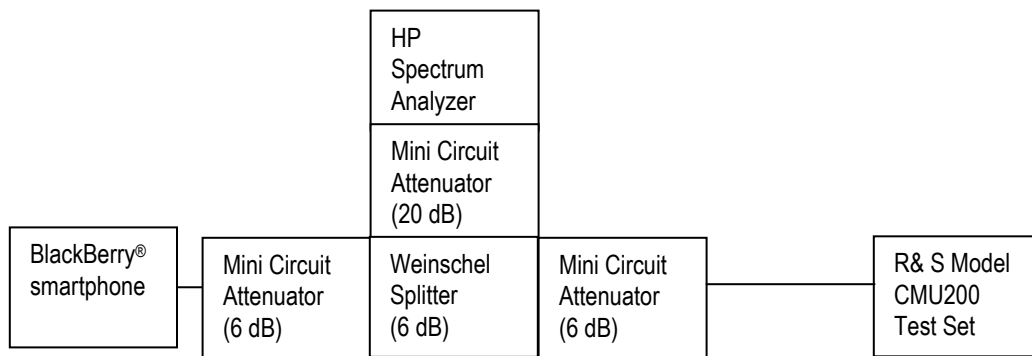 HP
Spectrum
Analyzer
Mini Circuit
Attenuator
(20 dB)
BlackBerry®
smartphone
Mini Circuit
Attenuator
(6 dB)
Weinschel
Splitter
(6 dB)
Mini Circuit
Attenuator
(6 dB)
R& S Model
CMU200
Test Set